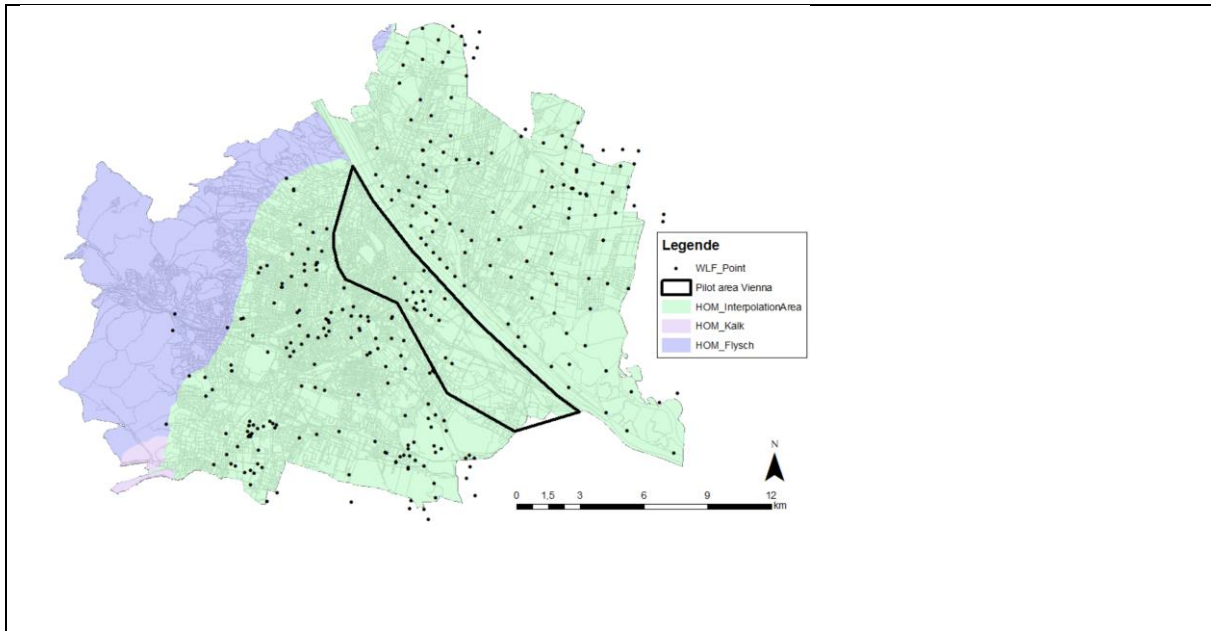 Legende
WLF_Point
Pilot area Vienna
HOM_InterpolationArea
HOM_Kalk
HOM_Flysch
N
0 1,5 3 6 9 12
km